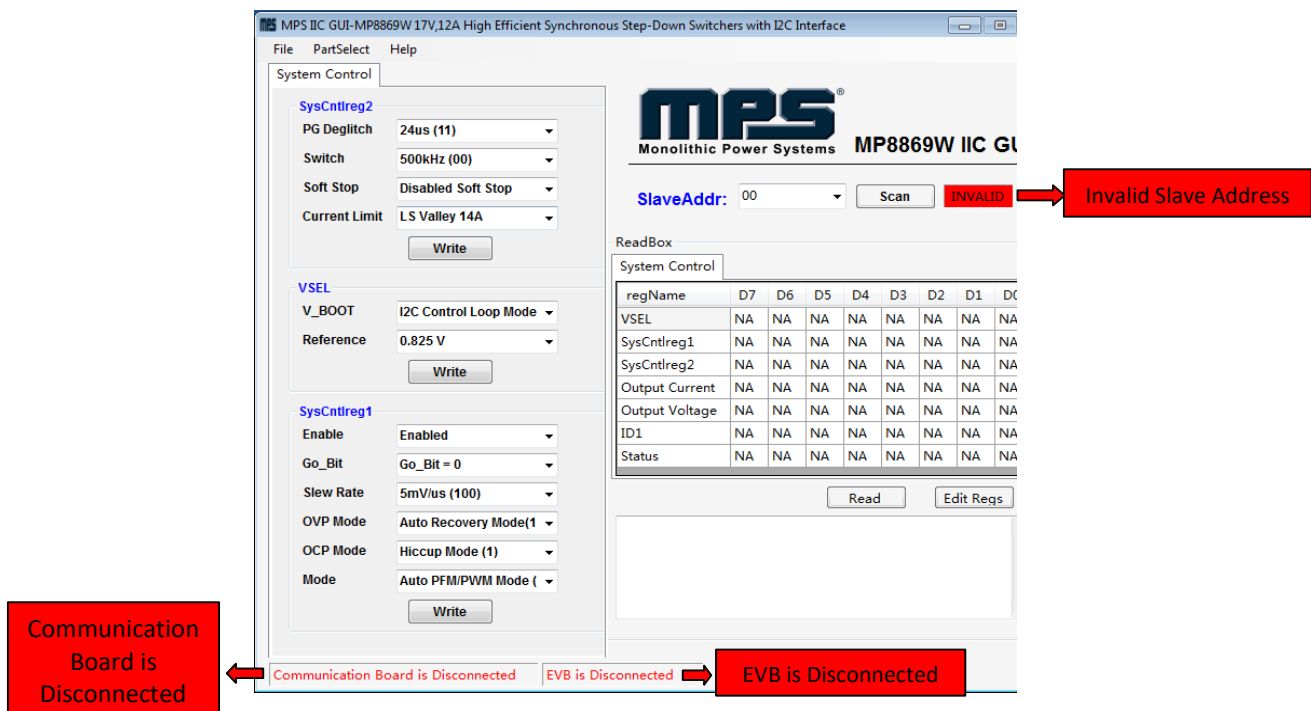 MPS IIC GUI-MP8869W 17V,12A High Efficient Synchronous Step-Down Switchers with I2C Interface
File PartSelect Help
System Control
SysCntlreg2
PG Deglitch 24us (11)
Switch 500kHz (00)
Soft Stop Disabled Soft Stop
Current Limit LS Valley 14A
Write
VSEL
V_BOOT I2C Control Loop Mode
Reference 0.825 V
Write
SysCntlreg1
Enable Enabled
Go_Bit Go_Bit = 0
Slew Rate 5mV/us (100)
OVP Mode Auto Recovery Mode(1
OCP Mode Hiccup Mode (1)
Mode Auto PFM/PWM Mode (
Write
mps®
Monolithic Power Systems
MP8869W IIC GU
SlaveAddr: 00 Scan INVALID
Invalid Slave Address
ReadBox
System Control
regName D7 D6 D5 D4 D3 D2 D1 D0
VSEL NA NA NA NA NA NA NA NA
SysCntlreg1 NA NA NA NA NA NA NA NA
SysCntlreg2 NA NA NA NA NA NA NA NA
Output Current NA NA NA NA NA NA NA NA
Output Voltage NA NA NA NA NA NA NA NA
ID1 NA NA NA NA NA NA NA NA
Status NA NA NA NA NA NA NA NA
Read Edit Regs
Communication
Board is
Disconnected
Communication Board is Disconnected
EVB is Disconnected
EVB is Disconnected